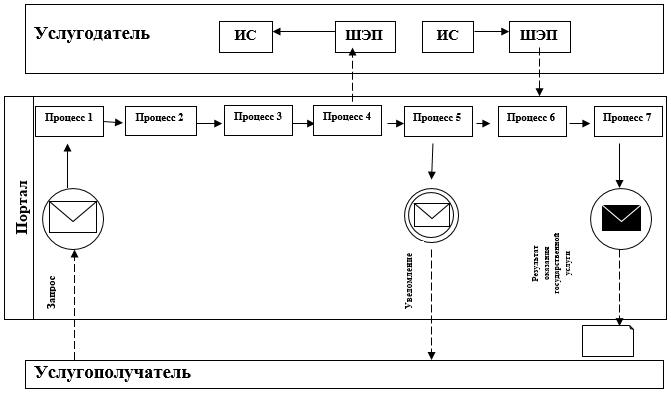 Услугодатель
ИС
ШЭП
ИС
ШЭП
Портал
Процесс 1
Процесс 2
Процесс 3
Процесс 4
Процесс 5
Процесс 6
Процесс 7
Запрос
Уведомление
Результат
оказания
государственной
услуги
Услугополучатель